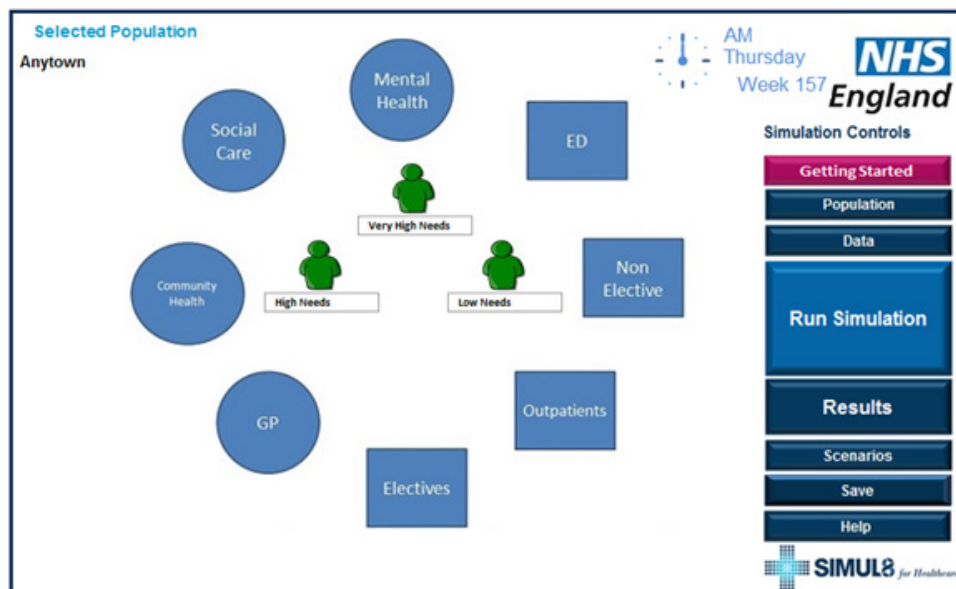 Selected Population
Anytown
AM
Thursday
Week 157
NHS
England
Mental
Health
Social
Care
ED
Very High Needs
Community
Health
High Needs
Low Needs
Non
Elective
GP
Outpatients
Electives
Simulation Controls
Getting Started
Population
Data
Run Simulation
Results
Scenarios
Save
Help
SIMUL8 for Healthcare